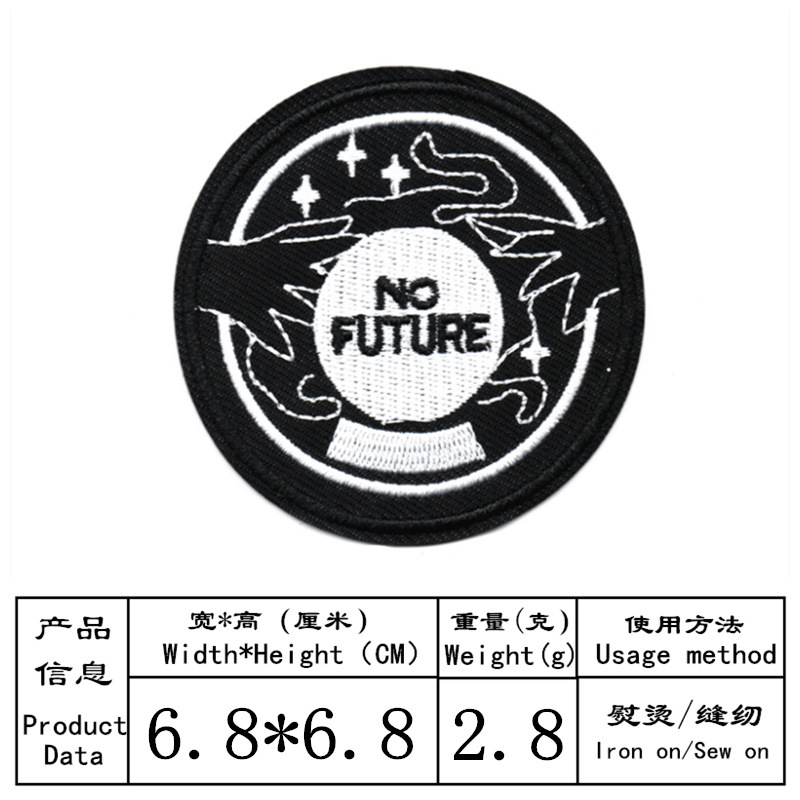 NO
FUTURE
产品
信息
Product
Data
宽*高 (厘米)
Width*Height (CM)
重量(克)
Weight(g)
使用方法
Usage method
6.8*6.8
2.8
熨烫/缝纫
Iron on/Sew on